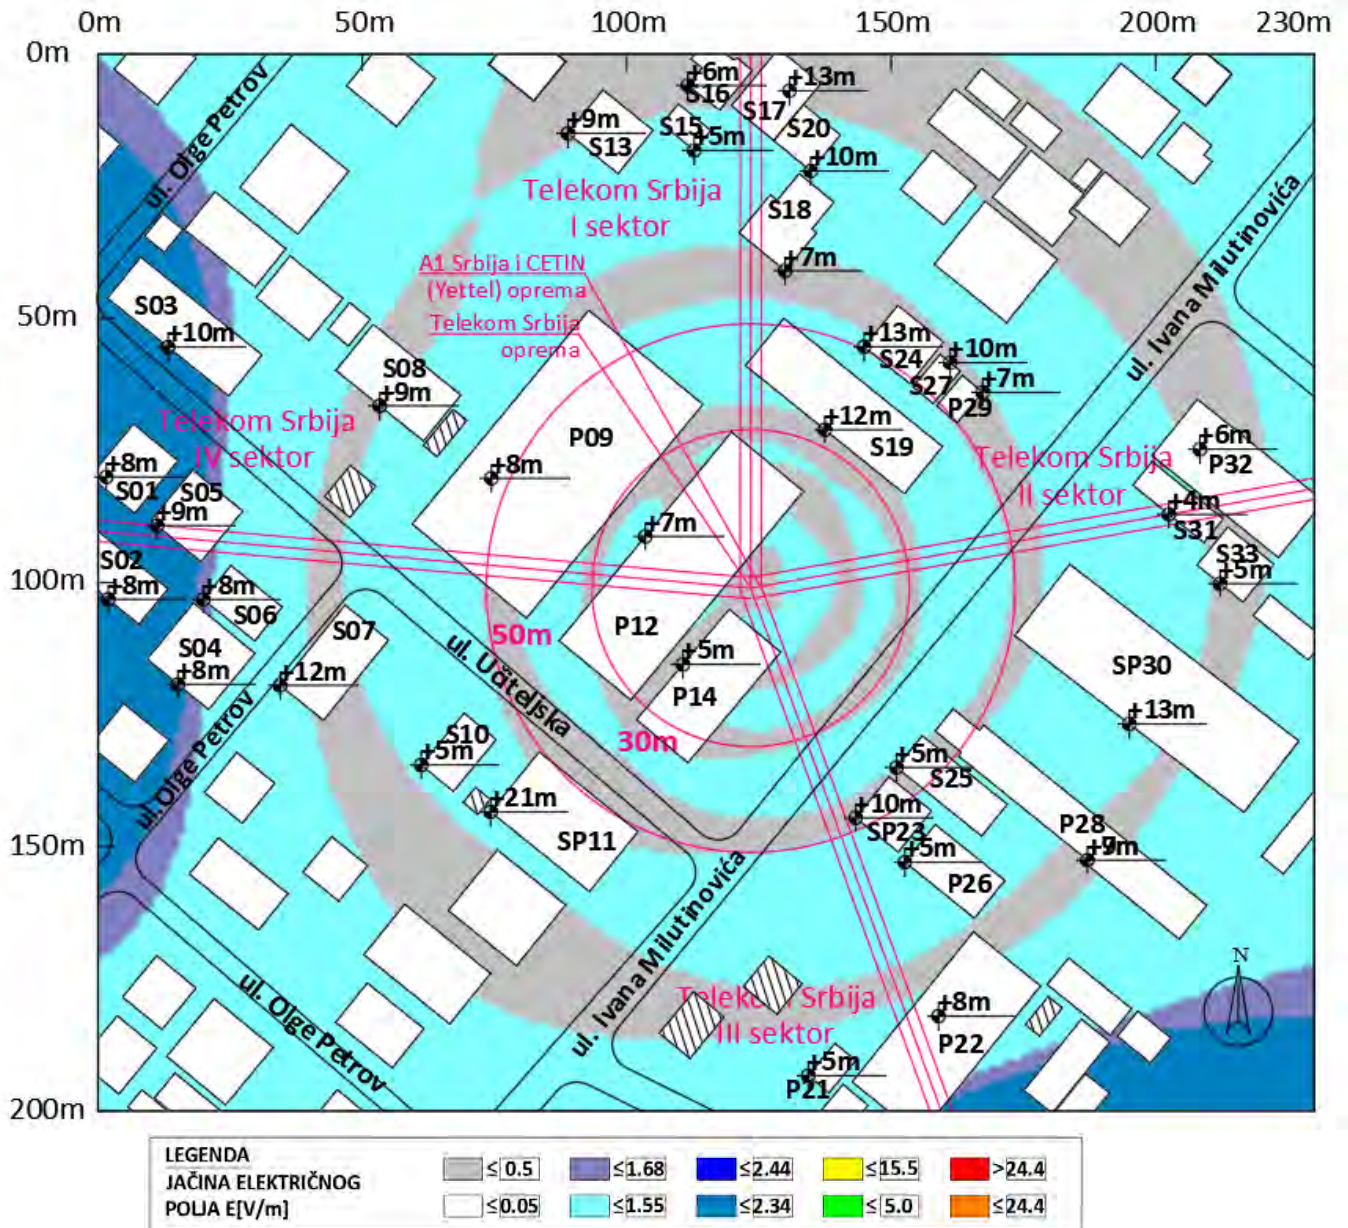 0m 50m 100m 150m 200m 230m
0m
50m
100m
150m
200m
ul. Olge Petrov
+6m
S16
+13m
S17
+9m
S13
S15
+5m
S20
+10m
Telekom Srbija
I sektor
S18
+7m
ul. Ivana Milutinovića
A1 Srbija i CETIN
(Yettel) oprema
Telekom Srbija
oprema
S03
+10m
S08
+9m
+13m
S24
+10m
S27
+7m
P29
P09
+8m
+12m
S19
Telekom Srbija
IV sektor
Telekom Srbija
II sektor
+6m
P32
+8m
S01
S05
+9m
+4m
S31
+7m
S33
+5m
S02
+8m
+8m
S06
S04
+8m
S07
+12m
P12
+5m
P14
50m
30m
ul. Učiteljska
SP30
+13m
ul. Olge Petrov
S10
+5m
+21m
SP11
+5m
S25
+10m
SP23
+5m
P26
P28
ul. Ivana Milutinovića
ul. Olge Petrov
Telekom Srbija
III sektor
+8m
P22
+5m
P21
N
LEGENDA
JAČINA ELEKTRIČNOG
POLJA E[V/m]
≤0.5 ≤1.68 ≤2.44 ≤15.5 >24.4
≤0.05 ≤1.55 ≤2.34 ≤5.0 ≤24.4